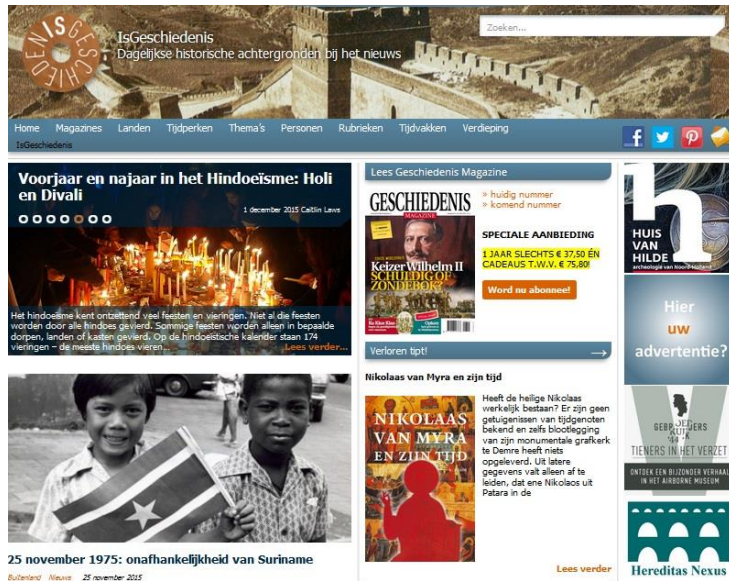 ISGESCHIEDENIS
IsGeschiedenis
Dagelijkse historische achtergronden bij het nieuws
Zoeken...
Home Magazines Landen Tijdperken Thema's Personen Rubrieken Tijdvakken Verdieping
IsGeschiedenis
Voorjaar en najaar in het Hindoeïsme: Holi
en Divali
1 december 2015 Caitlin Laws
Het hindoeïsme kent ontzettend veel feesten en vieringen. Niet al die feesten
worden door alle hindoes gevierd. Sommige feesten worden alleen in bepaalde
dorpen, landen of kasten gevierd. Op de hindoeïstische kalender staan 174
vieringen – de meeste hindoes vieren...
Lees verder...
25 november 1975: onafhankelijkheid van Suriname
Buitenland Nieuws 25 november 2015
Lees Geschiedenis Magazine
GESCHIEDENIS
MAGAZINE
Keizer Wilhelm II
SCHULDIG OF
ZONDEBOK?
» huidig nummer
» komend nummer
SPECIALE AANBIEDING
1 JAAR SLECHTS € 37,50 ÉN
CADEAUS T.W.V. € 75,80!
Word nu abonnee!
Verloren tipt!
Nikolaas van Myra en zijn tijd
NIKOLAAS
VAN MYRA
EN ZIJN TIJD
Heeft de heilige Nikolaas
werkelijk bestaan? Er zijn geen
getuigenissen van tijdgenoten
bekend en zelfs blootlegging
van zijn monumentale grafkerk
te Demre heeft niets
opgeleverd. Uit latere
gegevens valt alleen af te
leiden, dat ene Nikolaos uit
Patara in de
Lees verder
h
HUIS
VAN
HILDE
archeologie van Noord-Holland
Hier
uw
advertentie?
TIENERS IN HET VERZET
ONTDEK EEN BIJZONDER VERHAAL
IN HET AIRBORNE MUSEUM
Hereditas Nexus